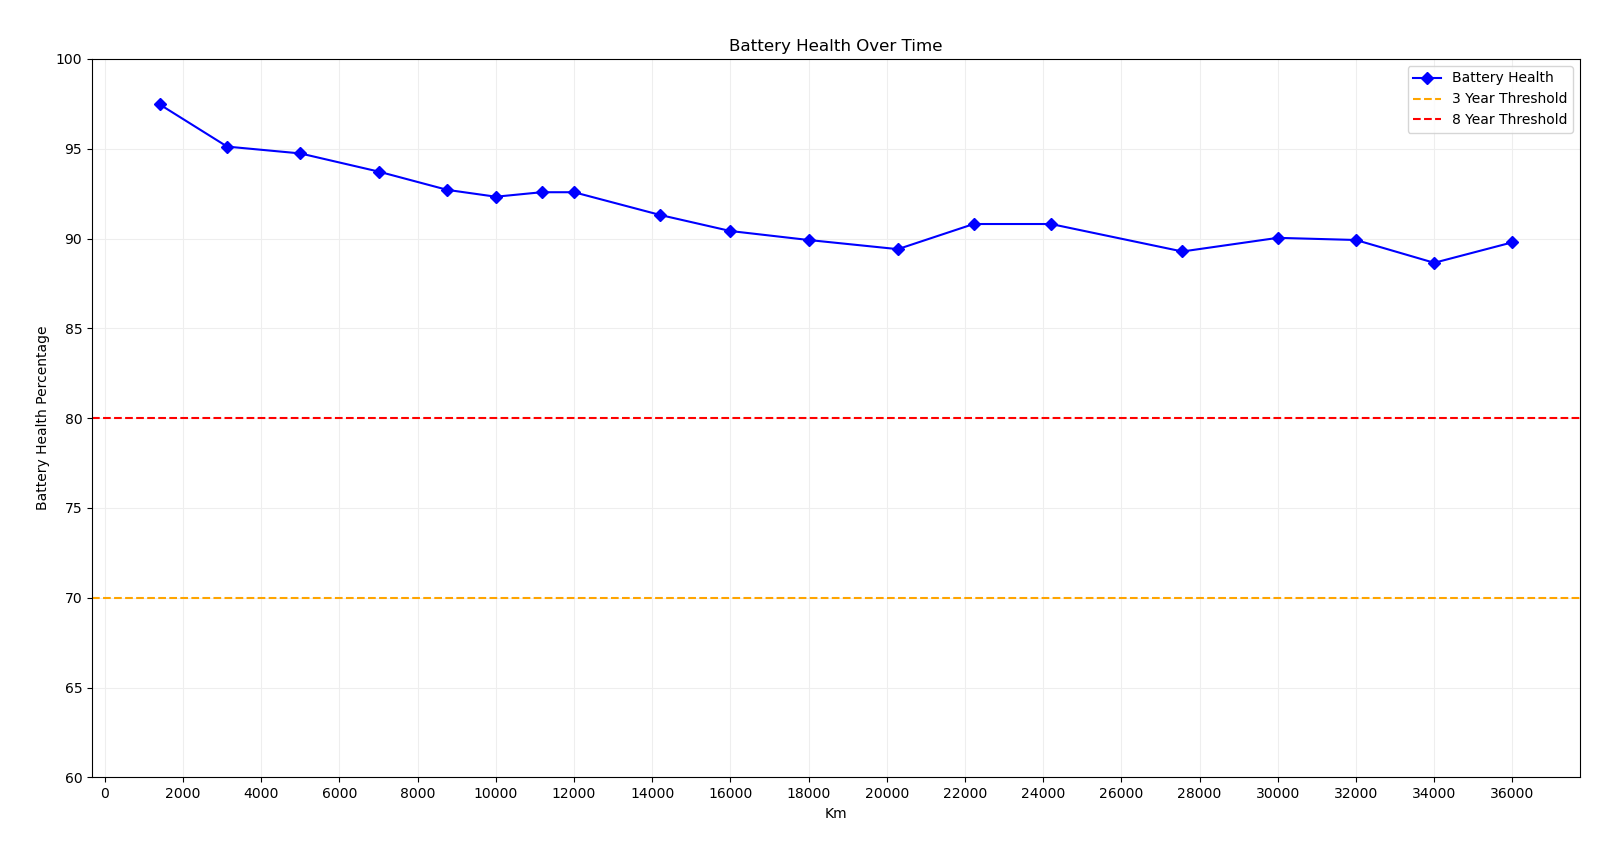 Battery Health Over Time
Battery Health
3 Year Threshold
8 Year Threshold
100
95
90
85
80
75
70
65
60
Battery Health Percentage
0 2000 4000 6000 8000 10000 12000 14000 16000 18000 20000 22000 24000 26000 28000 30000 32000 34000 36000
Km